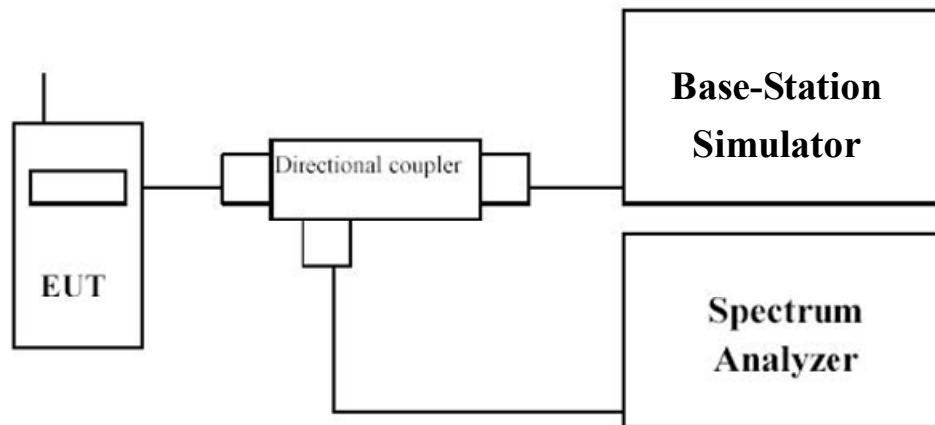 Base-Station
Simulator
Directional coupler
EUT
Spectrum
Analyzer